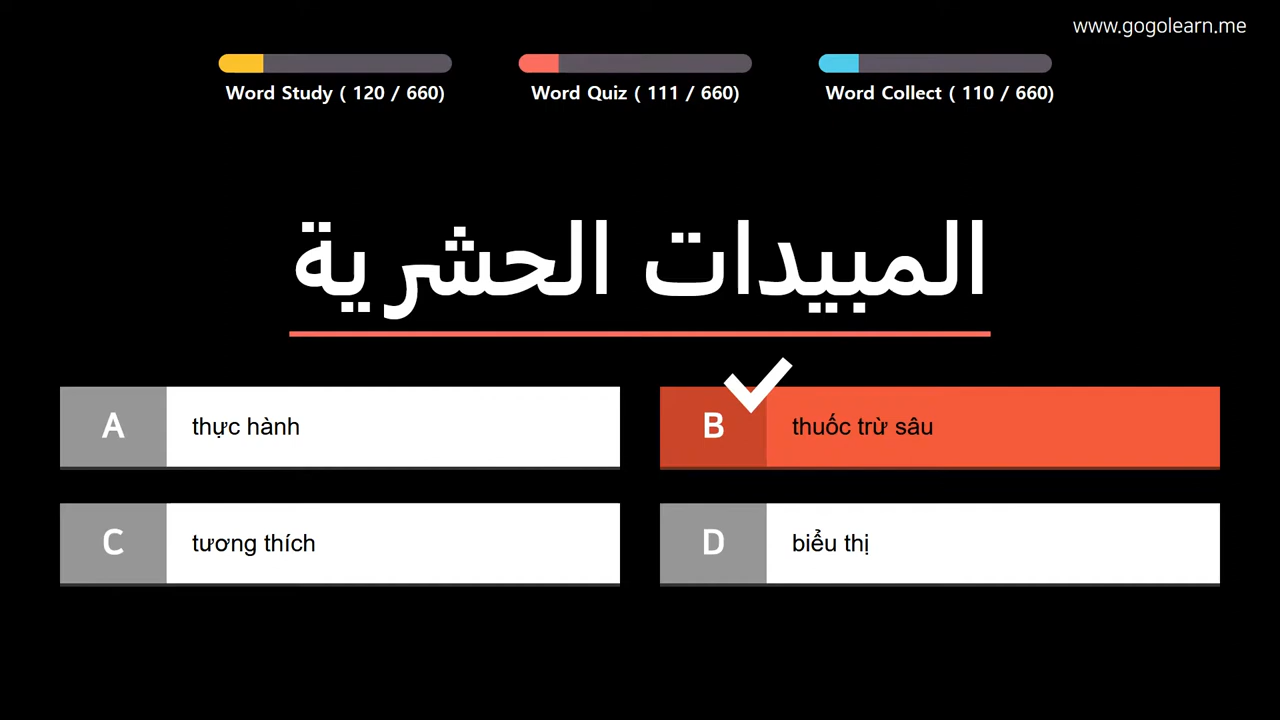 www.gogolearn.me
Word Study ( 120 / 660)
Word Quiz ( 111 / 660)
Word Collect ( 110 / 660)
المبيدات الحشرية
A thực hành
B thuốc trừ sâu
C tương thích
D biểu thị